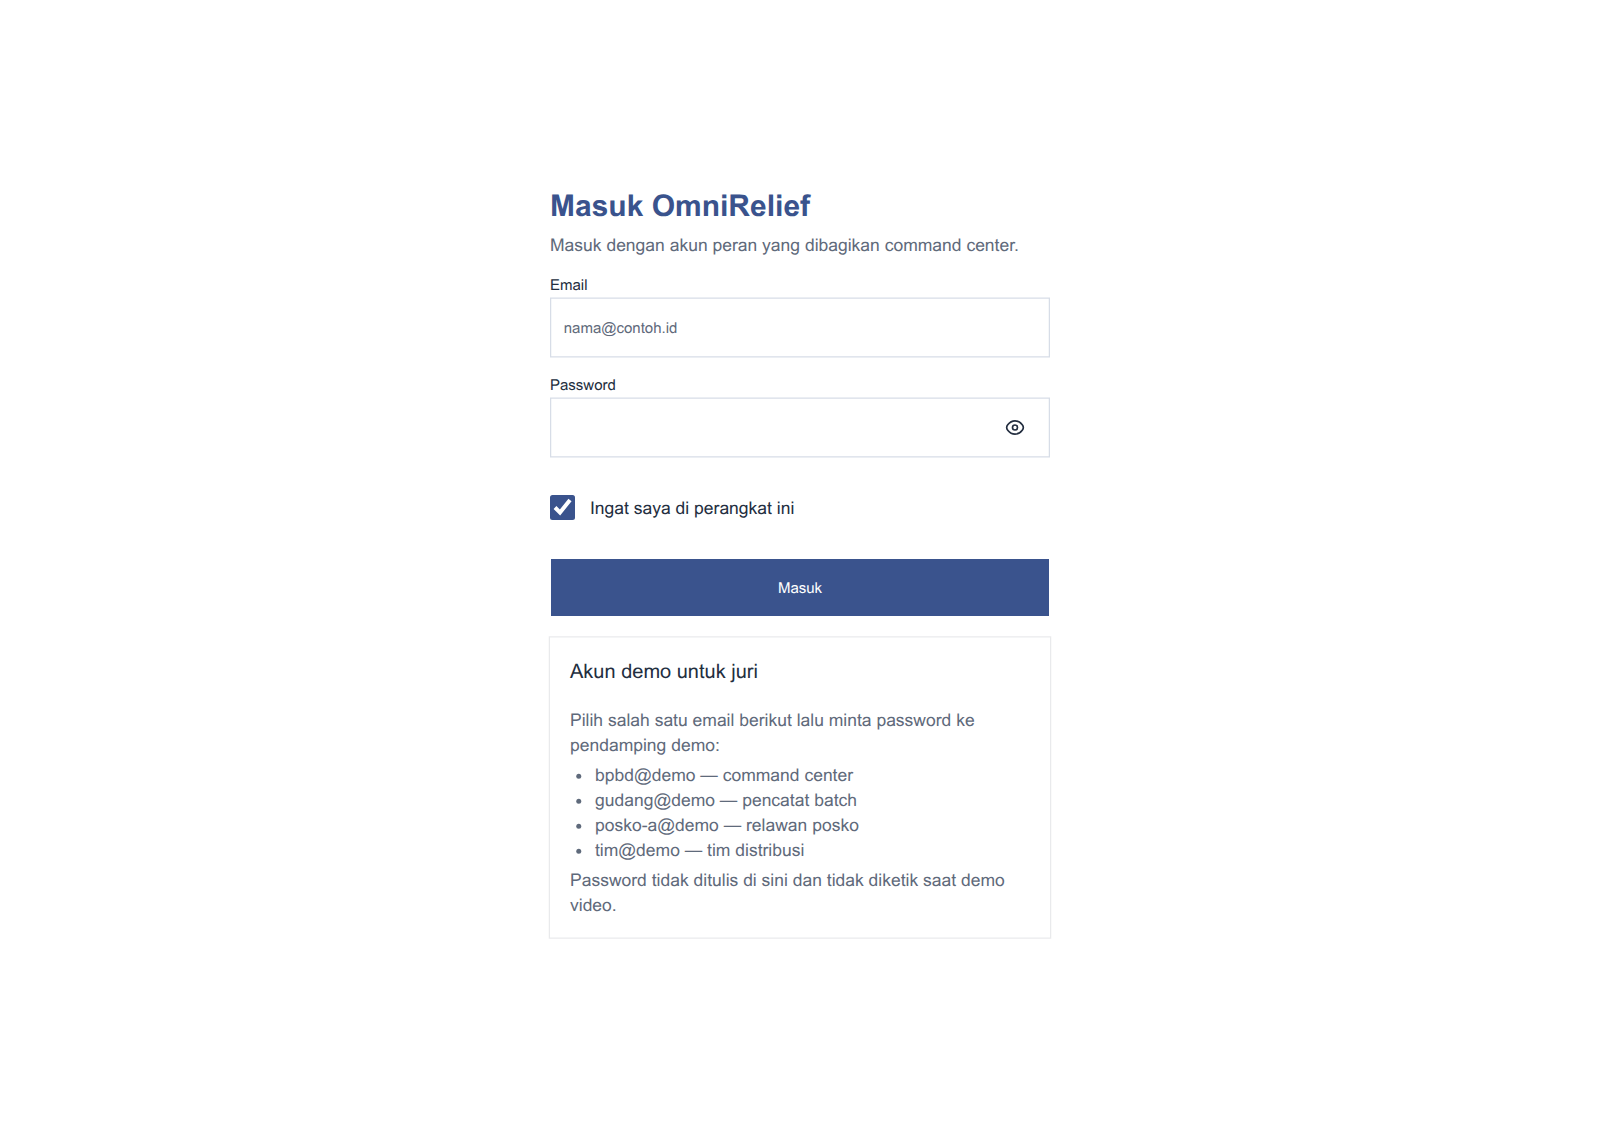 Masuk OmniRelief
Masuk dengan akun peran yang dibagikan command center.
Email
nama@contoh.id
Password
Ingat saya di perangkat ini
Masuk
Akun demo untuk juri
Pilih salah satu email berikut lalu minta password ke
pendamping demo:
• bpbd@demo — command center
• gudang@demo — pencatat batch
• posko-a@demo — relawan posko
• tim@demo — tim distribusi
Password tidak ditulis di sini dan tidak diketik saat demo
video.